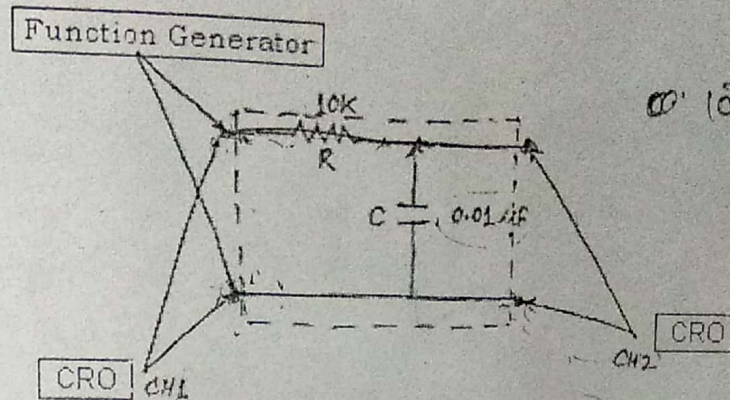 Function Generator
10K
R
C 0.01 µf
CRO CH1
CH2 CRO